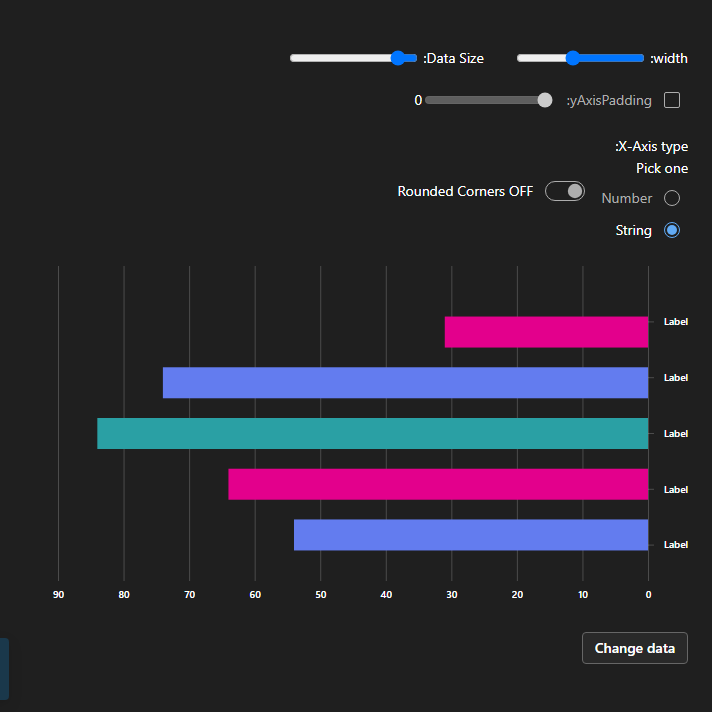 :width
:Data Size
:yAxisPadding
0
:X-Axis type
Pick one
Number
Rounded Corners OFF
String
Label
Label
Label
Label
Label
90 80 70 60 50 40 30 20 10 0
Change data